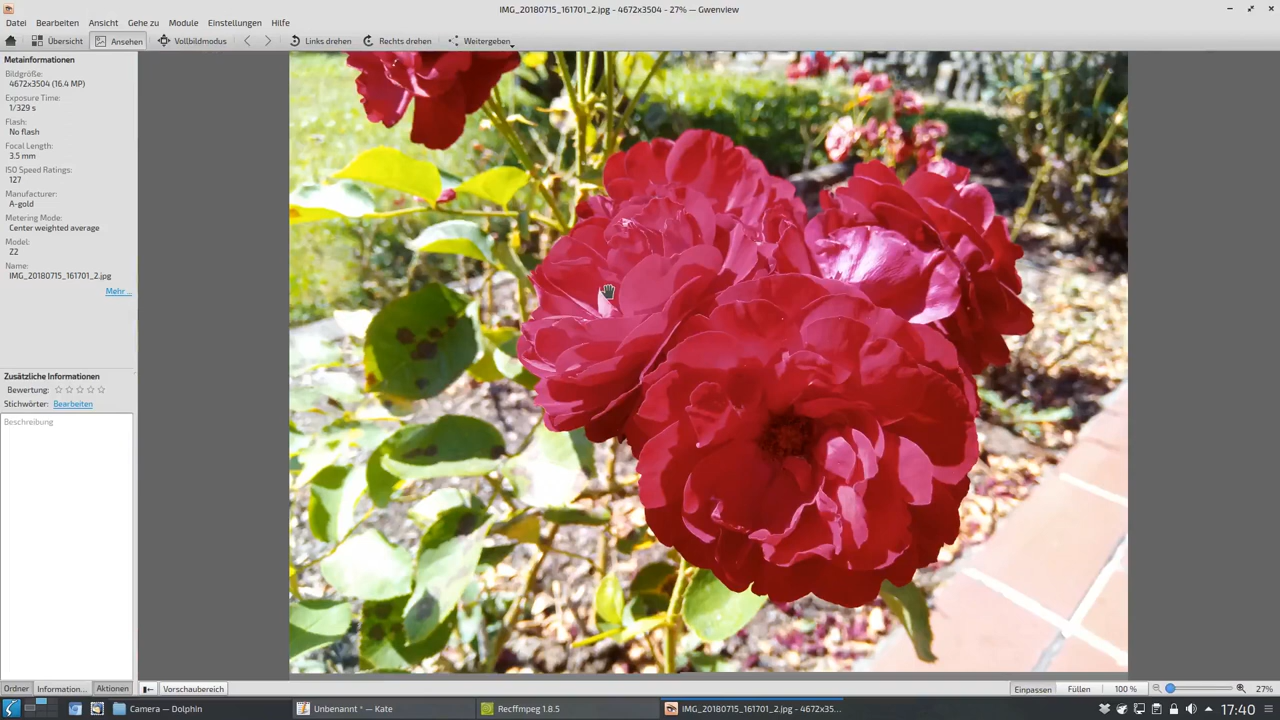 IMG_20180715_161701_2.jpg - 4672x3504 - 27% — Gwenview
Datei Bearbeiten Ansicht Gehe zu Module Einstellungen Hilfe
Übersicht Ansehen Vollbildmodus Links drehen Rechts drehen Weitergeben
Metainformationen
Bildgröße:
4672x3504 (16.4 MP)
Exposure Time:
1/329 s
Flash:
No flash
Focal Length:
3.5 mm
ISO Speed Ratings:
127
Manufacturer:
A-gold
Metering Mode:
Center weighted average
Model:
Z2
Name:
IMG_20180715_161701_2.jpg
Mehr ...
Zusätzliche Informationen
Bewertung:
Stichwörter: Bearbeiten
Beschreibung
Ordner Information... Aktionen Vorschaubereich Einpassen Füllen 100 % 27%
Camera — Dolphin Unbenannt * — Kate Recffmpeg 1.8.5 IMG_20180715_161701_2.jpg - 4672x35... 17:40